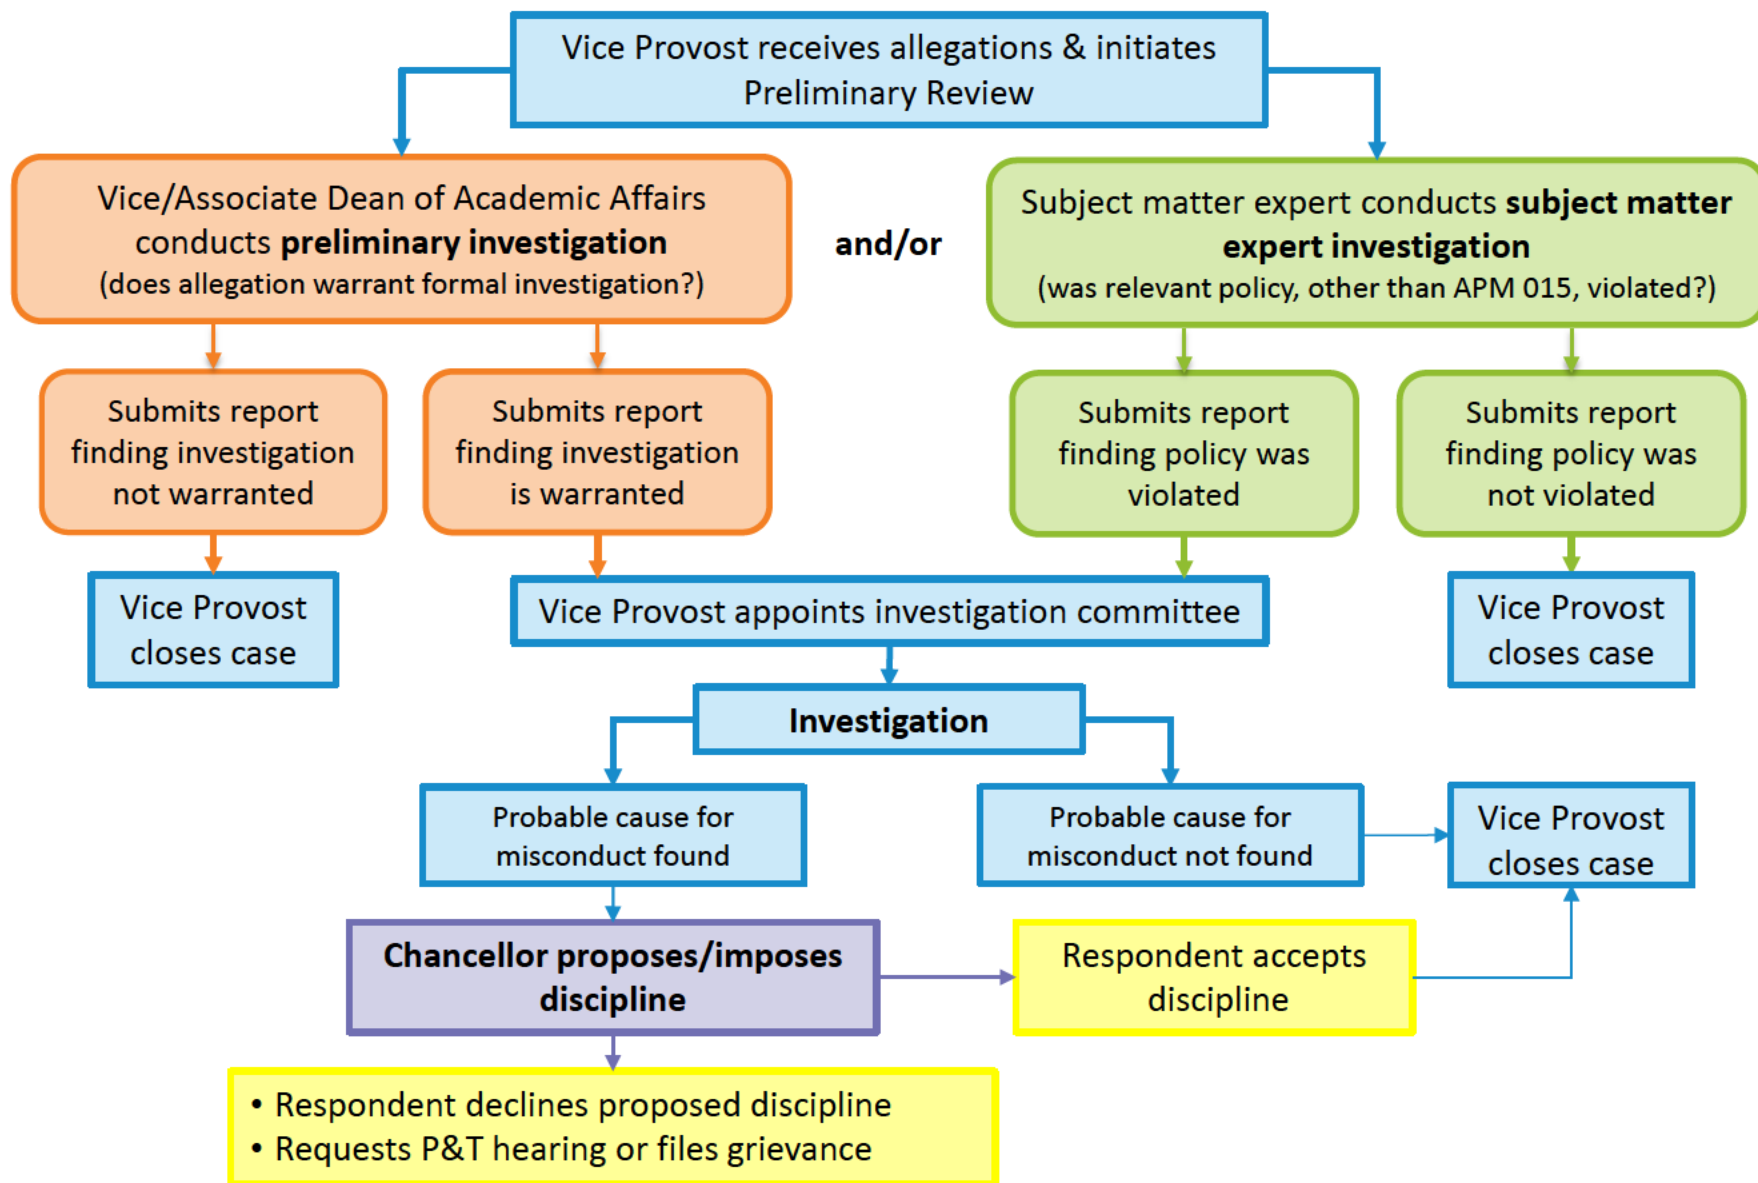 Vice Provost receives allegations & initiates
Preliminary Review
Vice/Associate Dean of Academic Affairs
conducts preliminary investigation
(does allegation warrant formal investigation?)
and/or
Subject matter expert conducts subject matter
expert investigation
(was relevant policy, other than APM 015, violated?)
Submits report
finding investigation
not warranted
Submits report
finding investigation
is warranted
Submits report
finding policy was
violated
Submits report
finding policy was
not violated
Vice Provost
closes case
Vice Provost appoints investigation committee
Vice Provost
closes case
Investigation
Probable cause for
misconduct found
Probable cause for
misconduct not found
Vice Provost
closes case
Chancellor proposes/imposes
discipline
Respondent accepts
discipline
• Respondent declines proposed discipline
• Requests P&T hearing or files grievance